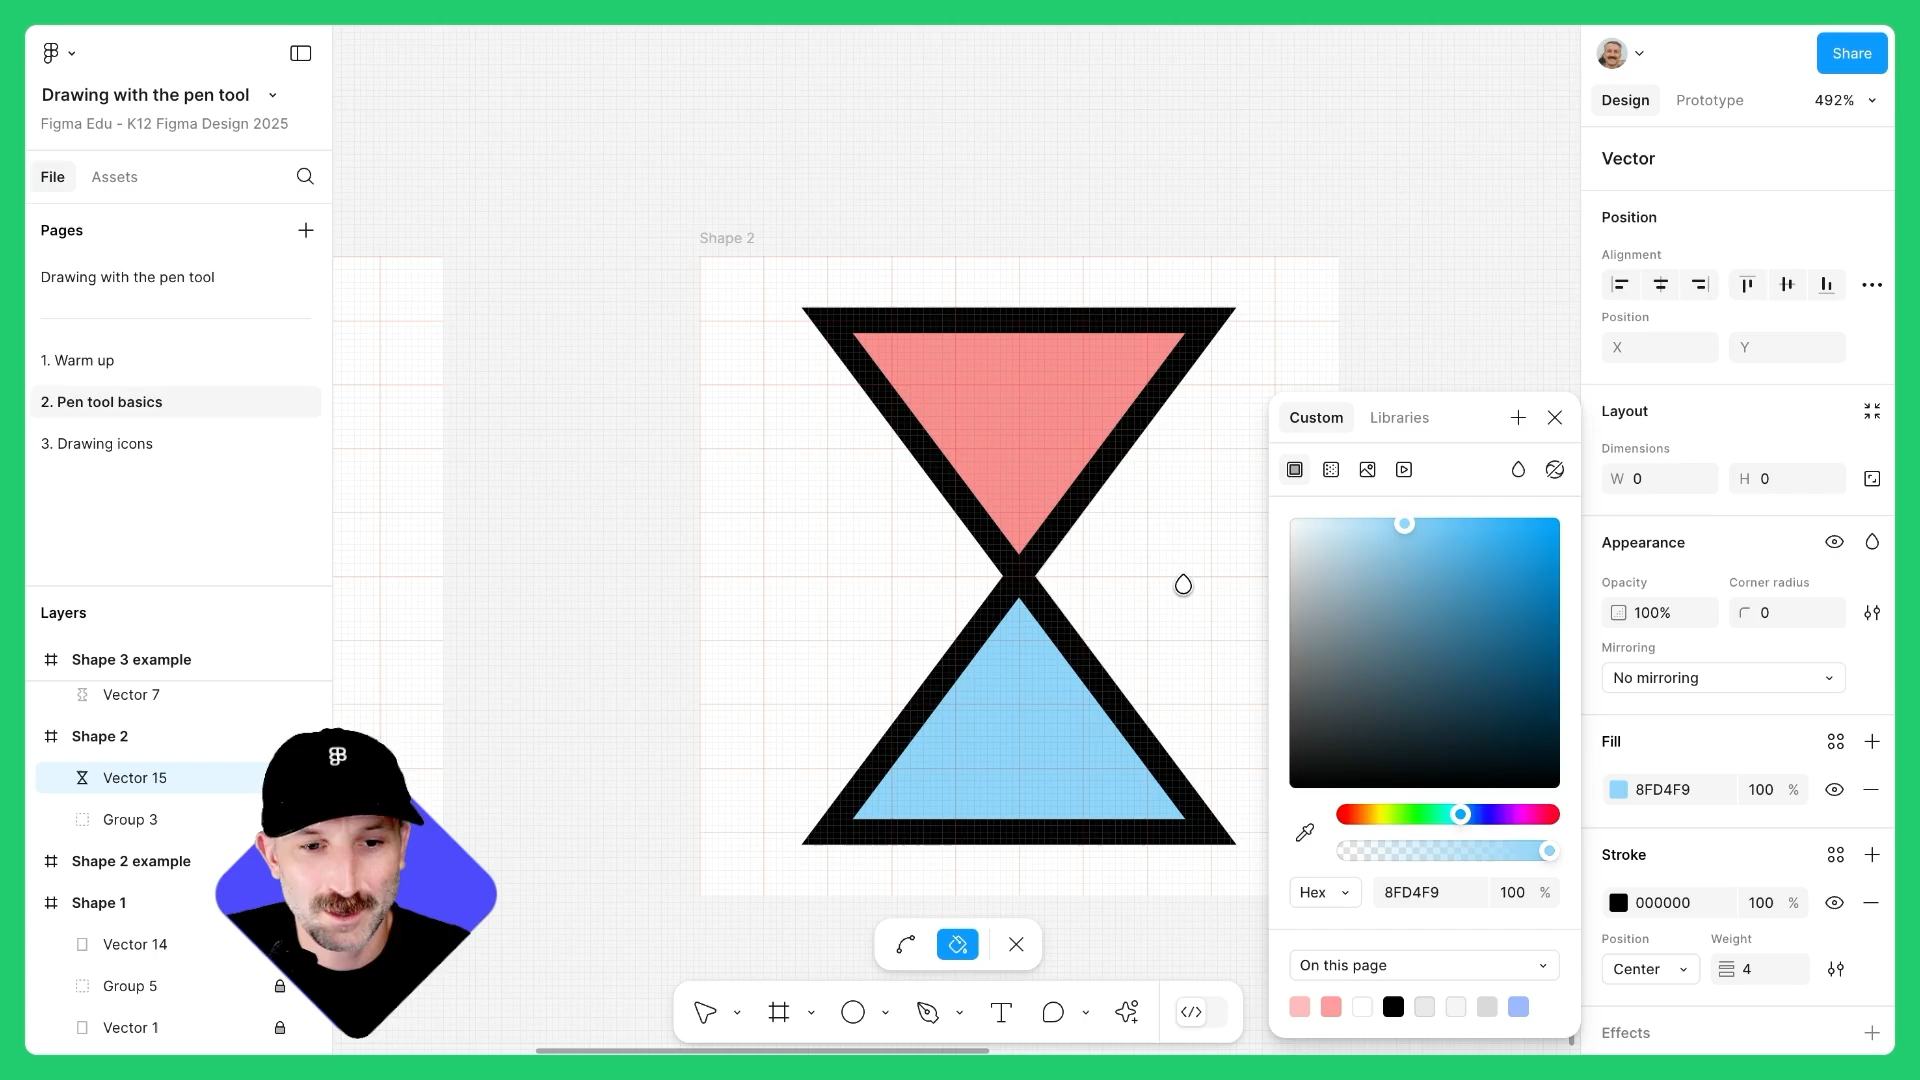 Drawing with the pen tool
Figma Edu - K12 Figma Design 2025
File
Assets
Pages
Drawing with the pen tool
1. Warm up
2. Pen tool basics
3. Drawing icons
Layers
Shape 3 example
Vector 7
Shape 2
Vector 15
Group 3
Shape 2 example
Shape 1
Vector 14
Group 5
Vector 1
Shape 2
Custom
Libraries
Hex
8FD4F9
100 %
On this page
Share
Design
Prototype
492%
Vector
Position
Alignment
Position
X
Y
Layout
Dimensions
W 0
H 0
Appearance
Opacity
Corner radius
100%
0
Mirroring
No mirroring
Fill
8FD4F9
100 %
Stroke
000000
100 %
Position
Weight
Center
4
Effects